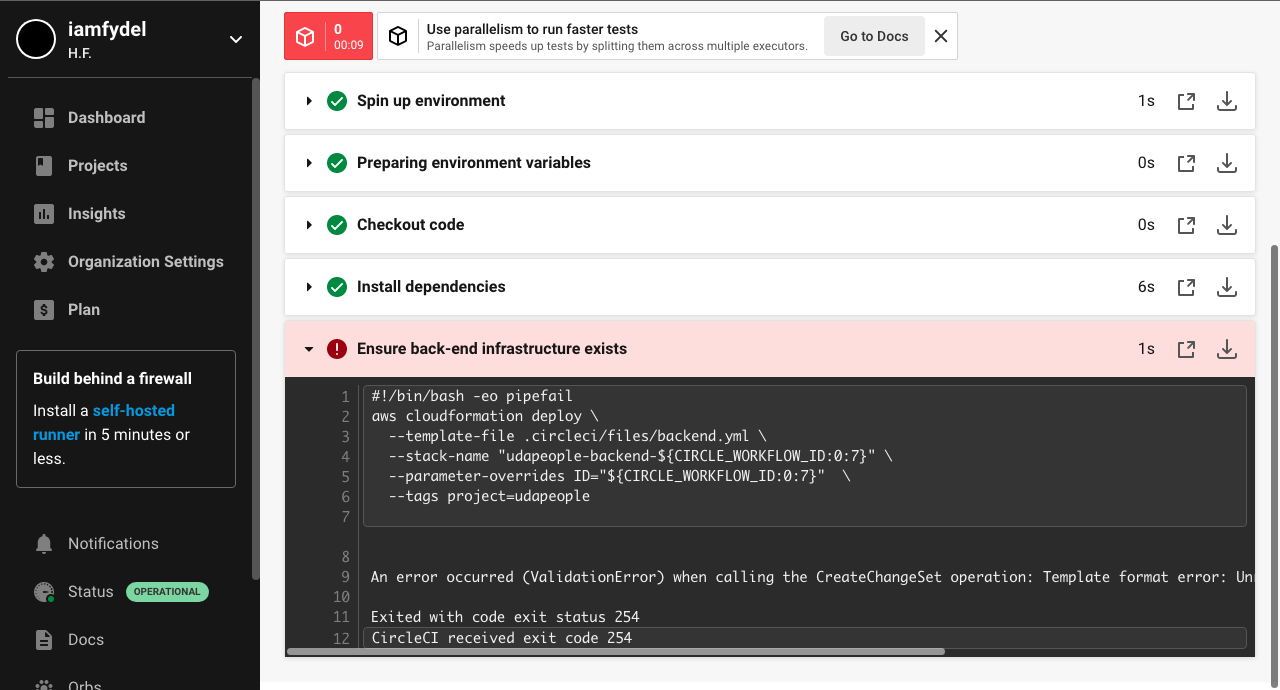 iamfydel
H.F.
Dashboard
Projects
Insights
Organization Settings
Plan
Build behind a firewall
Install a self-hosted
runner in 5 minutes or
less.
Notifications
Status OPERATIONAL
Docs
Orbs
0
00:09
Use parallelism to run faster tests
Parallelism speeds up tests by splitting them across multiple executors.
Go to Docs
Spin up environment 1s
Preparing environment variables 0s
Checkout code 0s
Install dependencies 6s
Ensure back-end infrastructure exists 1s
1 #!/bin/bash -eo pipefail
2 aws cloudformation deploy \
3 --template-file .circleci/files/backend.yml \
4 --stack-name "udapeople-backend-${CIRCLE_WORKFLOW_ID:0:7}" \
5 --parameter-overrides ID="${CIRCLE_WORKFLOW_ID:0:7}" \
6 --tags project=udapeople
7
8
9 An error occurred (ValidationError) when calling the CreateChangeSet operation: Template format error:
10
11 Exited with code exit status 254
12 CircleCI received exit code 254